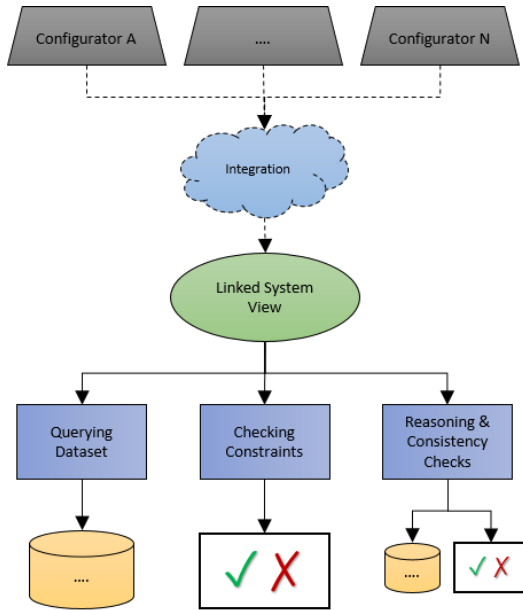 Configurator A
....
Configurator N
Integration
Linked System
View
Querying
Dataset
Checking
Constraints
Reasoning &
Consistency
Checks
....
....